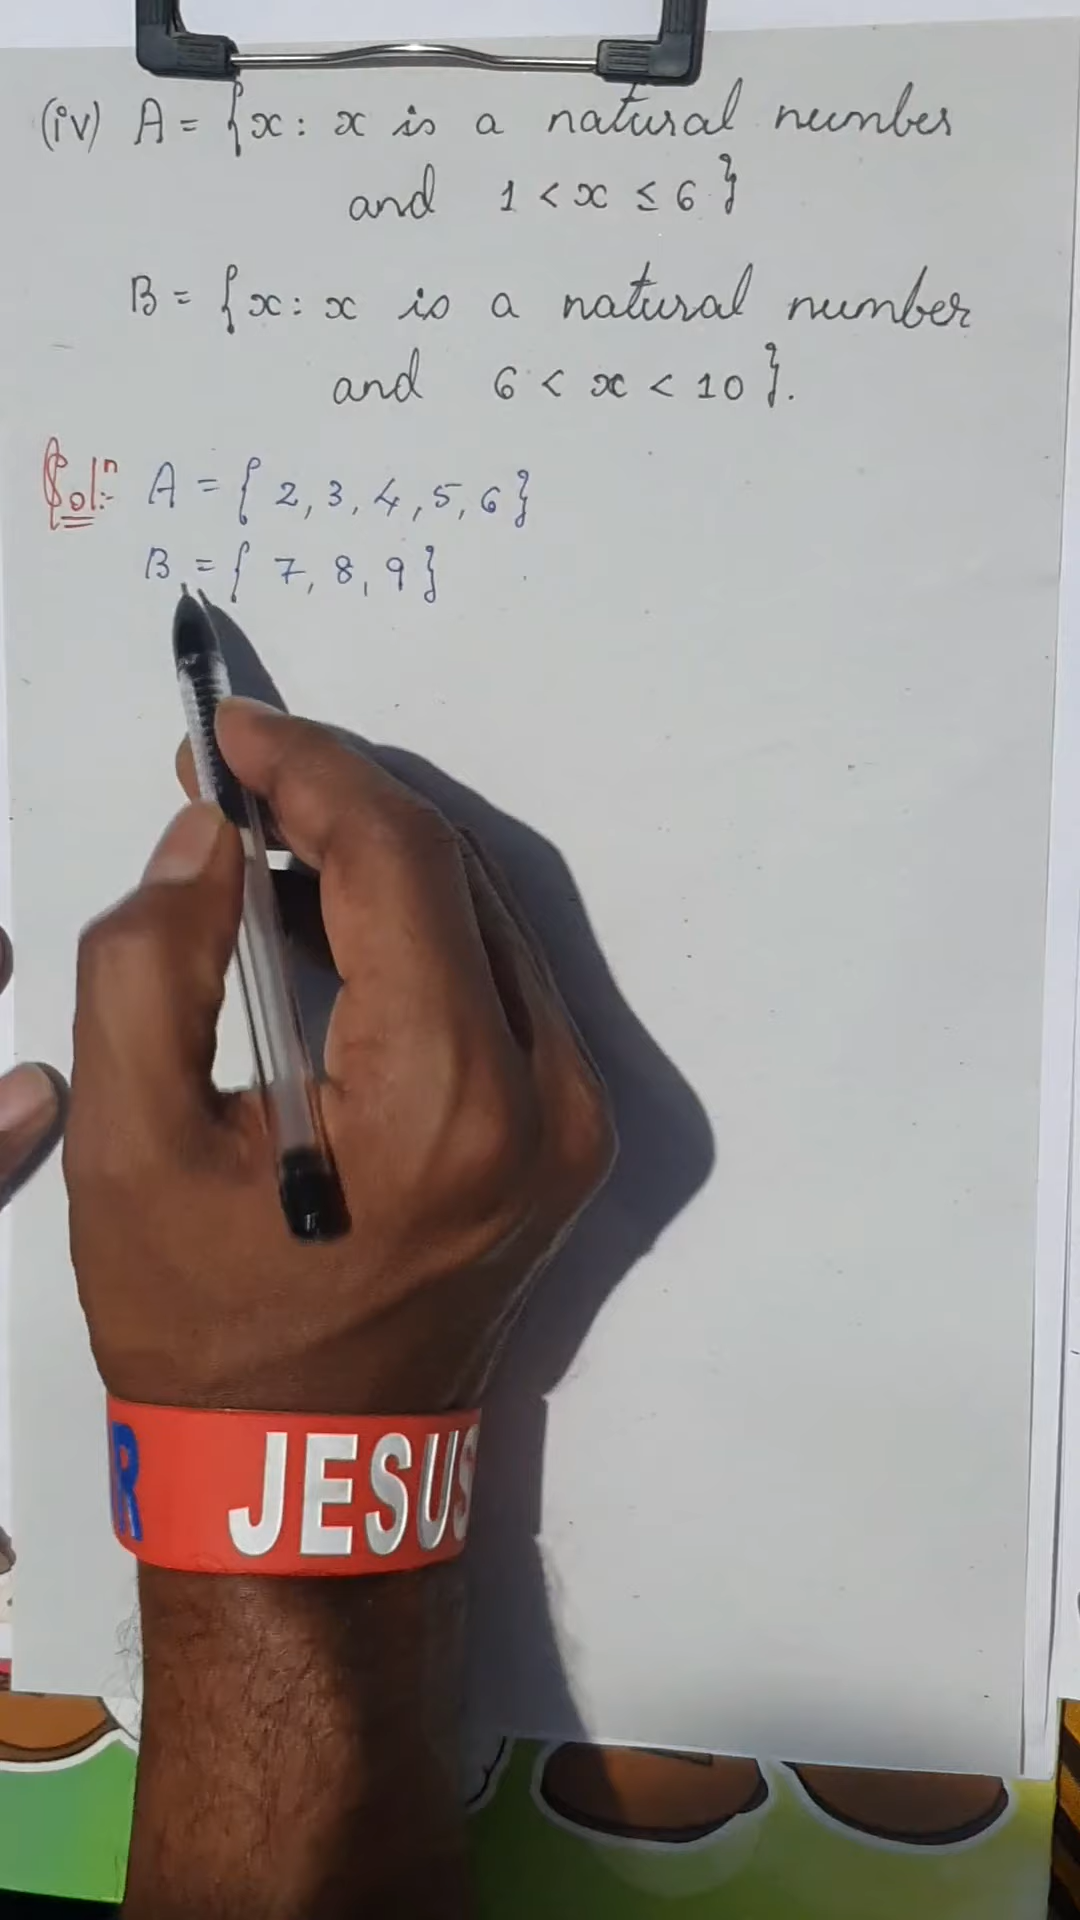 (iv) A = {x : x is a natural number
and 1 < x ≤ 6}
B = {x : x is a natural number
and 6 < x < 10}.
Solⁿ:- A = {2, 3, 4, 5, 6}
B = {7, 8, 9}
R JESUS